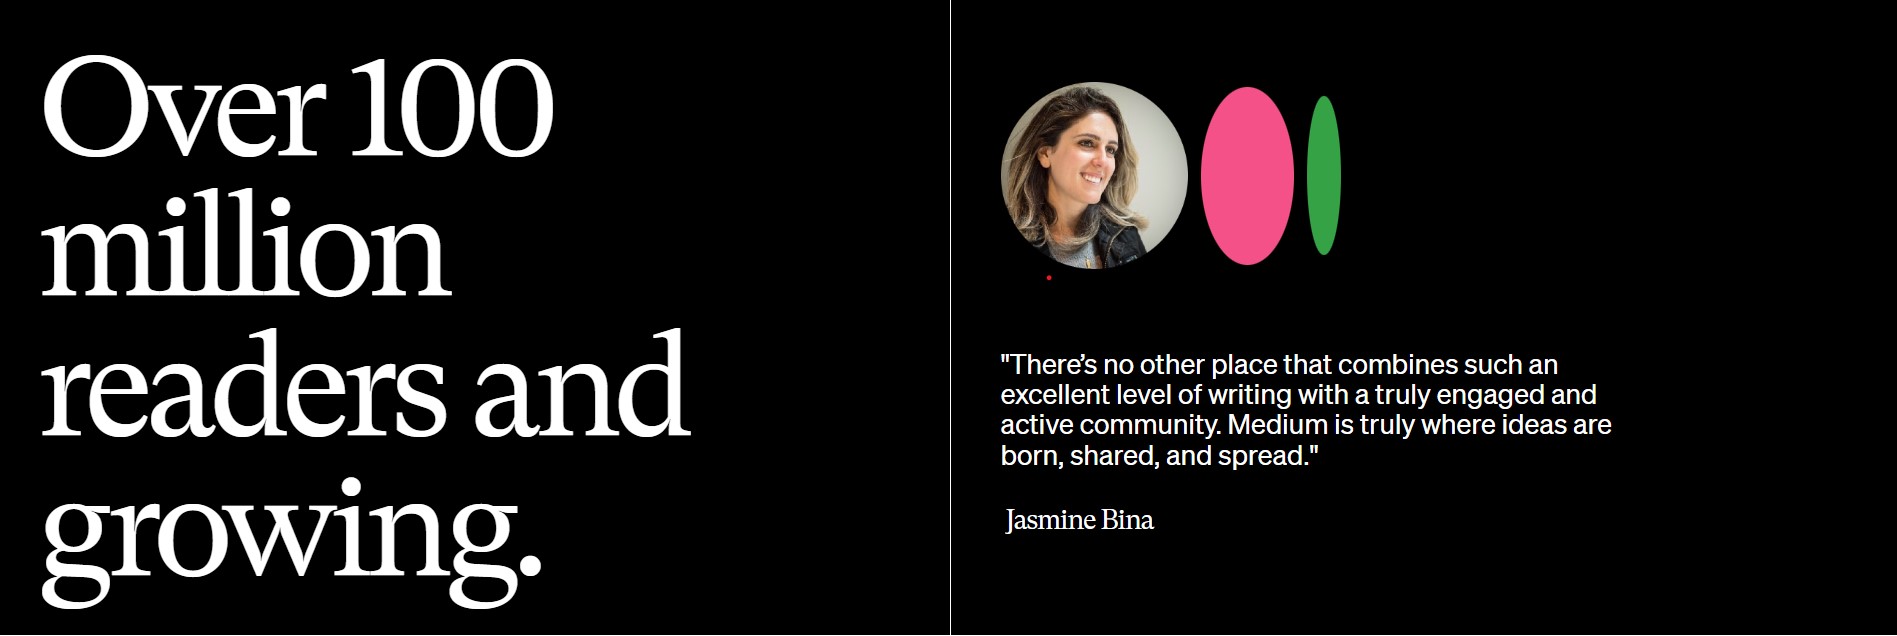 Over 100
million
readers and
growing.
"There’s no other place that combines such an
excellent level of writing with a truly engaged and
active community. Medium is truly where ideas are
born, shared, and spread."
Jasmine Bina